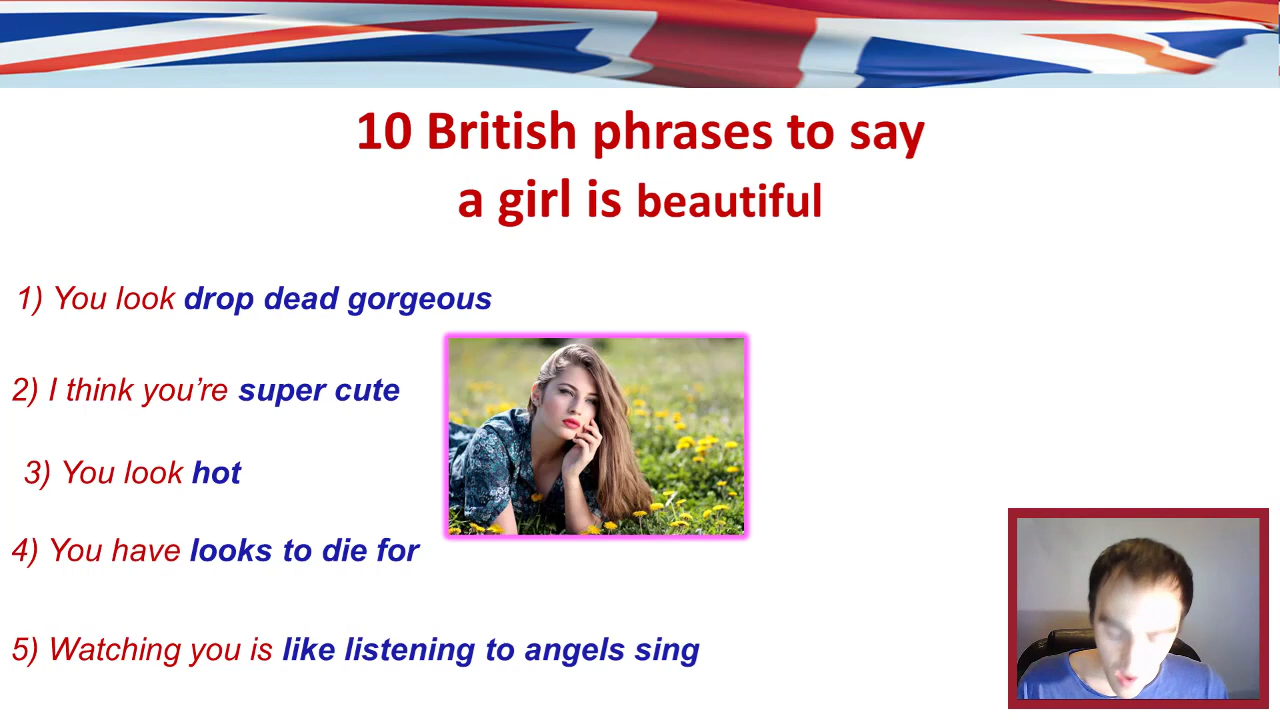 10 British phrases to say
a girl is beautiful
1) You look drop dead gorgeous
2) I think you’re super cute
3) You look hot
4) You have looks to die for
5) Watching you is like listening to angels sing